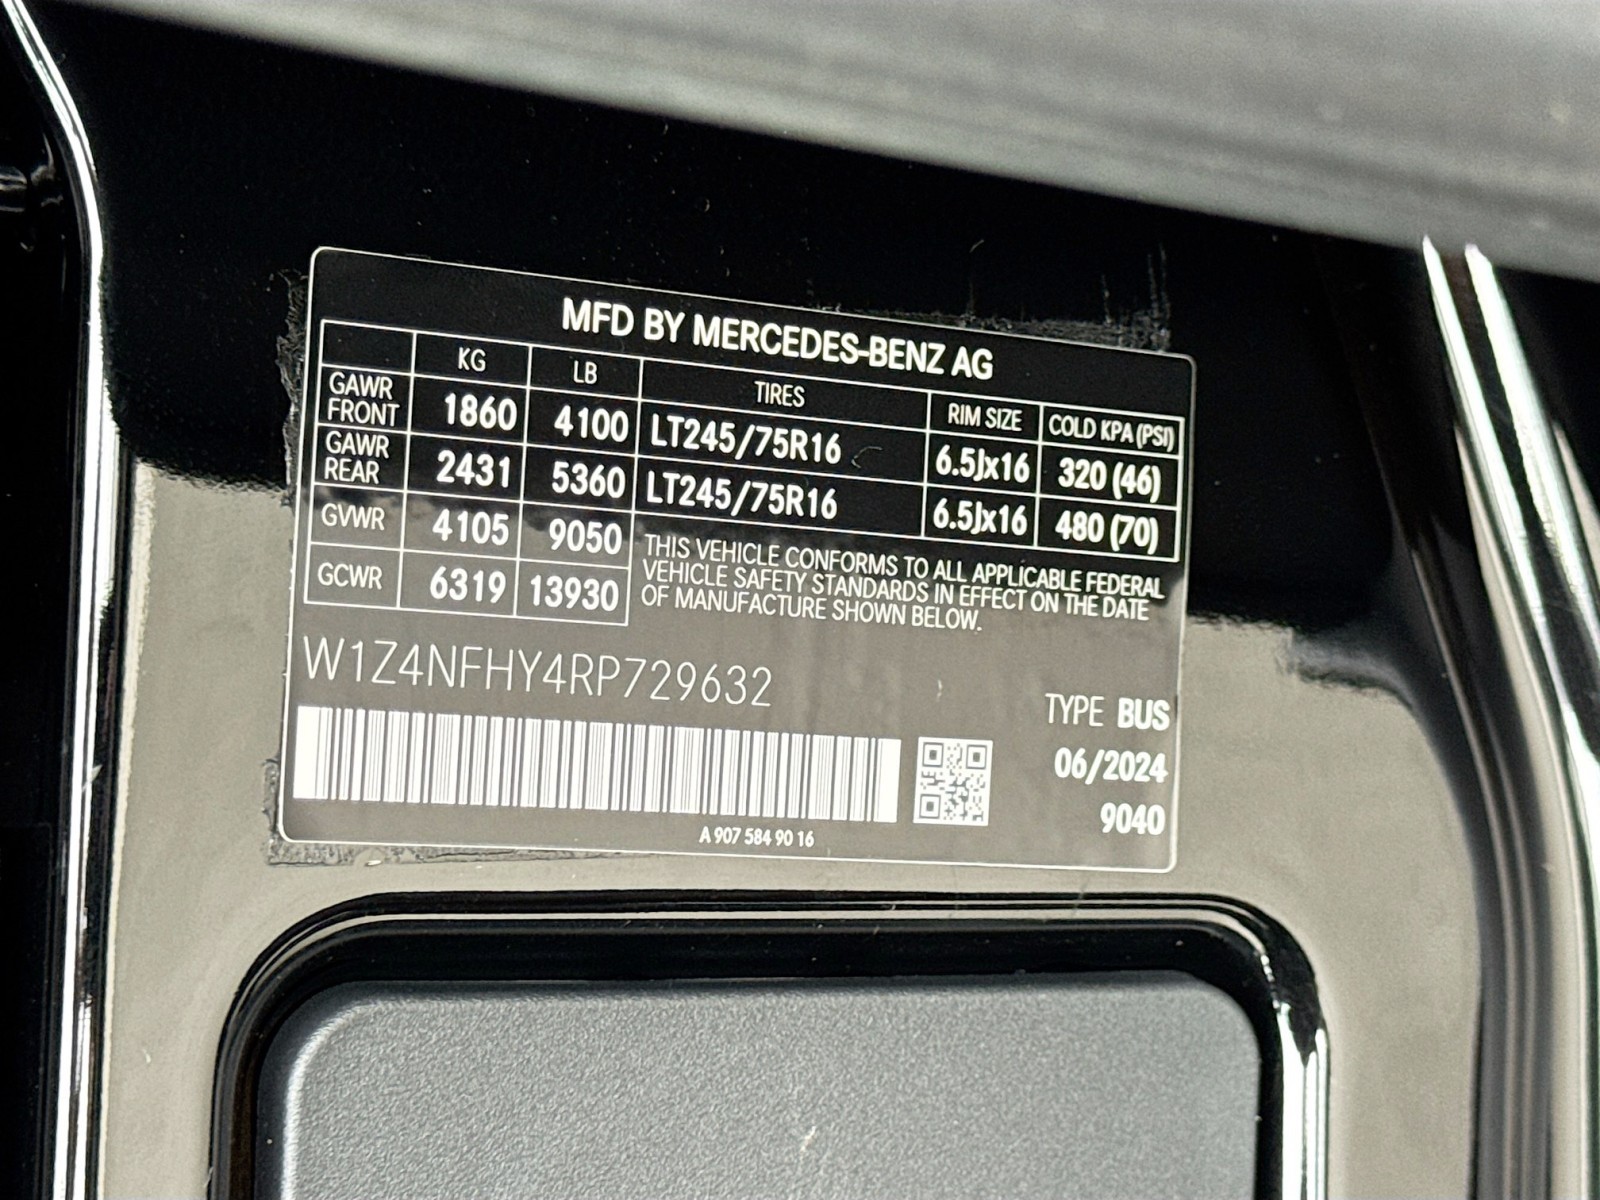 MFD BY MERCEDES-BENZ AG
KG LB TIRES RIM SIZE COLD KPA (PSI)
GAWR FRONT 1860 4100 LT245/75R16 6.5Jx16 320 (46)
GAWR REAR 2431 5360 LT245/75R16 6.5Jx16 480 (70)
GVWR 4105 9050
GCWR 6319 13930
THIS VEHICLE CONFORMS TO ALL APPLICABLE FEDERAL
VEHICLE SAFETY STANDARDS IN EFFECT ON THE DATE
OF MANUFACTURE SHOWN BELOW.
W1Z4NFHY4RP729632
TYPE BUS
06/2024
9040
A 907 584 90 16